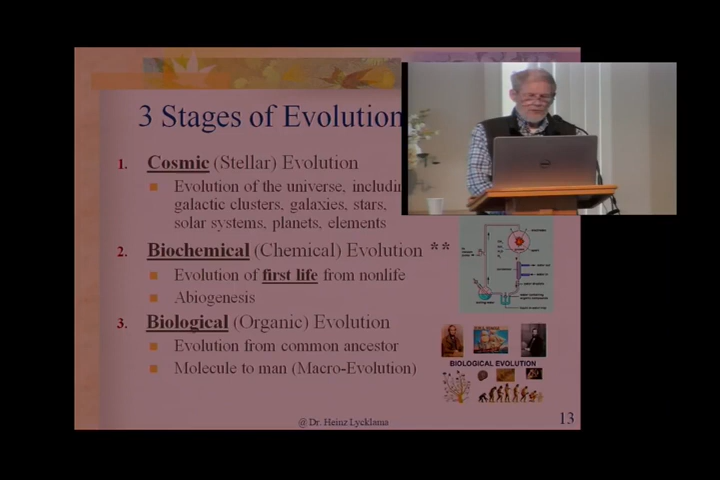 3 Stages of Evolution
1. Cosmic (Stellar) Evolution
Evolution of the universe, includin
galactic clusters, galaxies, stars,
solar systems, planets, elements
2. Biochemical (Chemical) Evolution **
Evolution of first life from nonlife
Abiogenesis
3. Biological (Organic) Evolution
Evolution from common ancestor
Molecule to man (Macro-Evolution)
BIOLOGICAL EVOLUTION
@ Dr. Heinz Lycklama
13
DELL